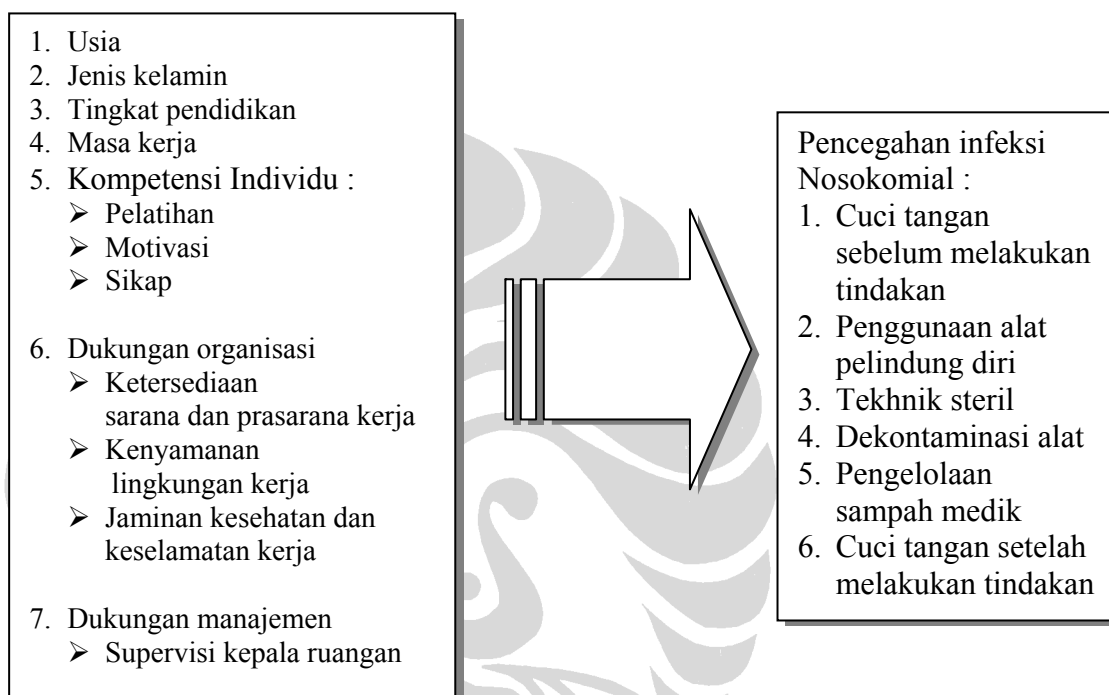 1. Usia
2. Jenis kelamin
3. Tingkat pendidikan
4. Masa kerja
5. Kompetensi Individu :
➢ Pelatihan
➢ Motivasi
➢ Sikap
6. Dukungan organisasi
➢ Ketersediaan
sarana dan prasarana kerja
➢ Kenyamanan
lingkungan kerja
➢ Jaminan kesehatan dan
keselamatan kerja
7. Dukungan manajemen
➢ Supervisi kepala ruangan
Pencegahan infeksi
Nosokomial :
1. Cuci tangan
sebelum melakukan
tindakan
2. Penggunaan alat
pelindung diri
3. Tekhnik steril
4. Dekontaminasi alat
5. Pengelolaan
sampah medik
6. Cuci tangan setelah
melakukan tindakan